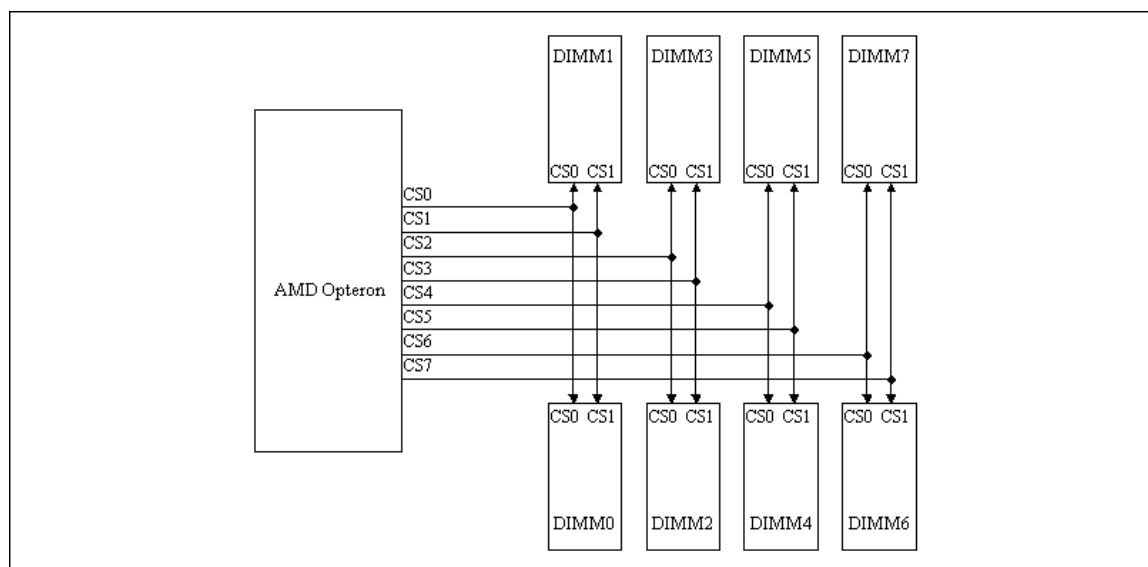 DIMM1 DIMM3 DIMM5 DIMM7
CS0 CS1 CS0 CS1 CS0 CS1 CS0 CS1
CS0
CS1
CS2
CS3
CS4
CS5
CS6
CS7
AMD Opteron
CS0 CS1 CS0 CS1 CS0 CS1 CS0 CS1
DIMM0 DIMM2 DIMM4 DIMM6